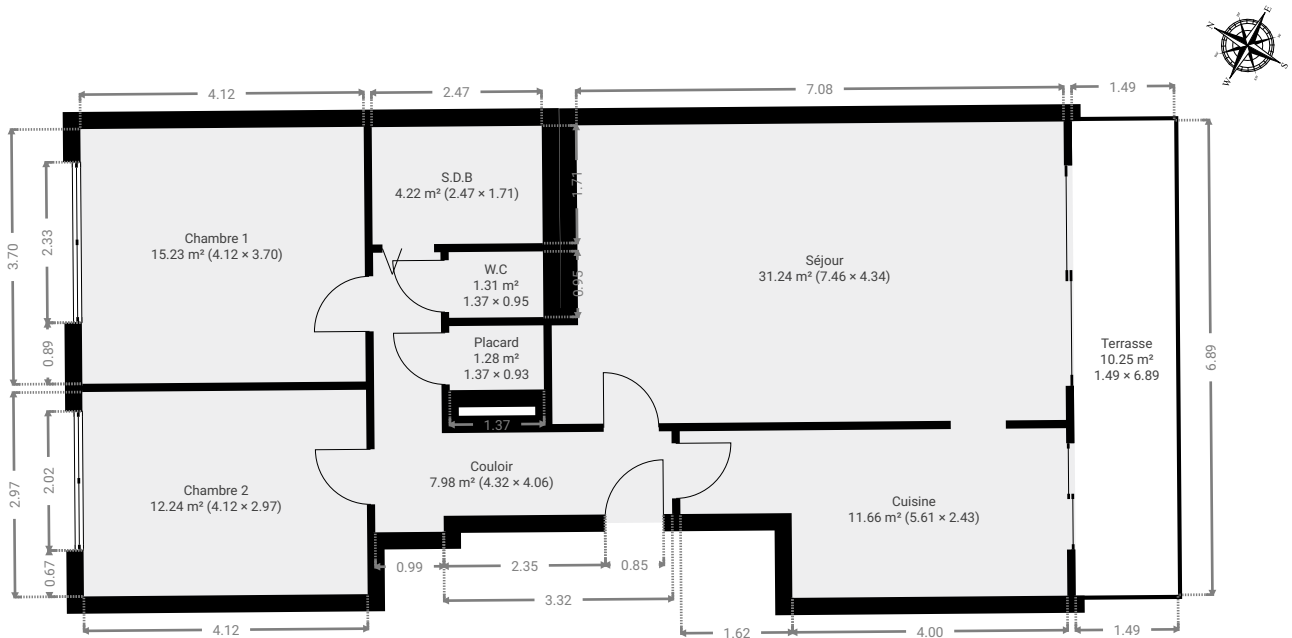 E
N
S
W
4.12
2.47
7.08
1.49
S.D.B
4.22 m² (2.47 × 1.71)
1.71
Chambre 1
15.23 m² (4.12 × 3.70)
3.70
2.33
0.89
W.C
1.31 m²
1.37 × 0.95
0.95
Séjour
31.24 m² (7.46 × 4.34)
Placard
1.28 m²
1.37 × 0.93
1.37
Terrasse
10.25 m²
1.49 × 6.89
6.89
Couloir
7.98 m² (4.32 × 4.06)
Chambre 2
12.24 m² (4.12 × 2.97)
2.97
2.02
0.67
Cuisine
11.66 m² (5.61 × 2.43)
0.99
2.35
0.85
3.32
4.12
1.62
4.00
1.49